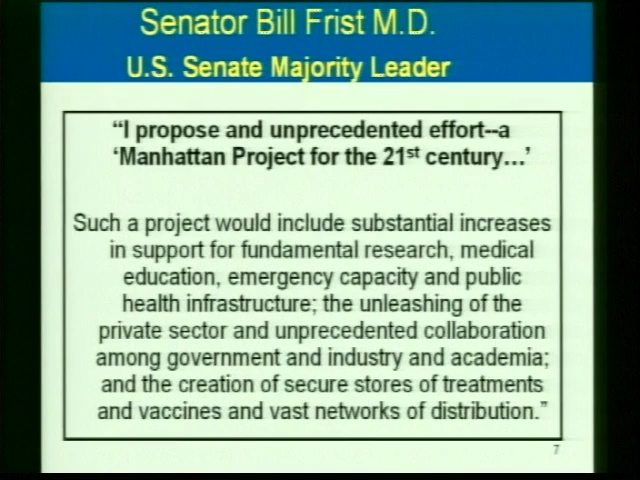 Senator Bill Frist M.D.
U.S. Senate Majority Leader
“I propose and unprecedented effort--a
‘Manhattan Project for the 21st century…’
Such a project would include substantial increases
in support for fundamental research, medical
education, emergency capacity and public
health infrastructure; the unleashing of the
private sector and unprecedented collaboration
among government and industry and academia;
and the creation of secure stores of treatments
and vaccines and vast networks of distribution.”
7